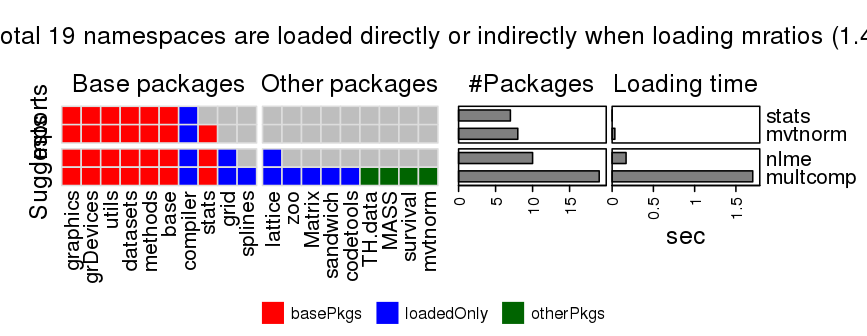 otal 19 namespaces are loaded directly or indirectly when loading mratios (1.4
Base packages
Other packages
#Packages
Loading time
Imports
Suggests
stats
mvtnorm
nlme
multcomp
graphics
grDevices
utils
datasets
methods
base
compiler
stats
grid
splines
lattice
zoo
Matrix
sandwich
codetools
TH.data
MASS
survival
mvtnorm
0 5 10 15
0 0.5 1 1.5
sec
basePkgs
loadedOnly
otherPkgs